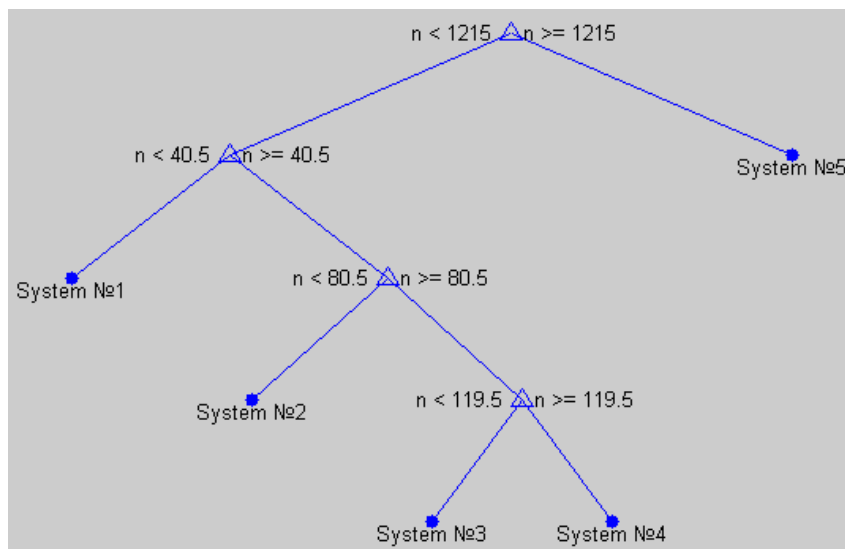 n < 1215 n >= 1215
n < 40.5 n >= 40.5
System №5
n < 80.5 n >= 80.5
System №1
n < 119.5 n >= 119.5
System №2
System №3 System №4